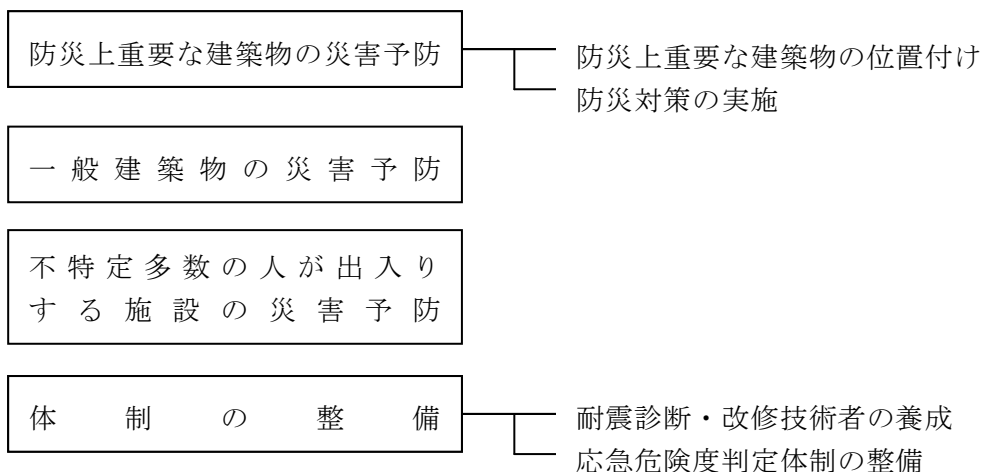 防災上重要な建築物の災害予防
防災上重要な建築物の位置付け
防災対策の実施
一般建築物の災害予防
不特定多数の人が出入り
する施設の災害予防
体制の整備
耐震診断・改修技術者の養成
応急危険度判定体制の整備